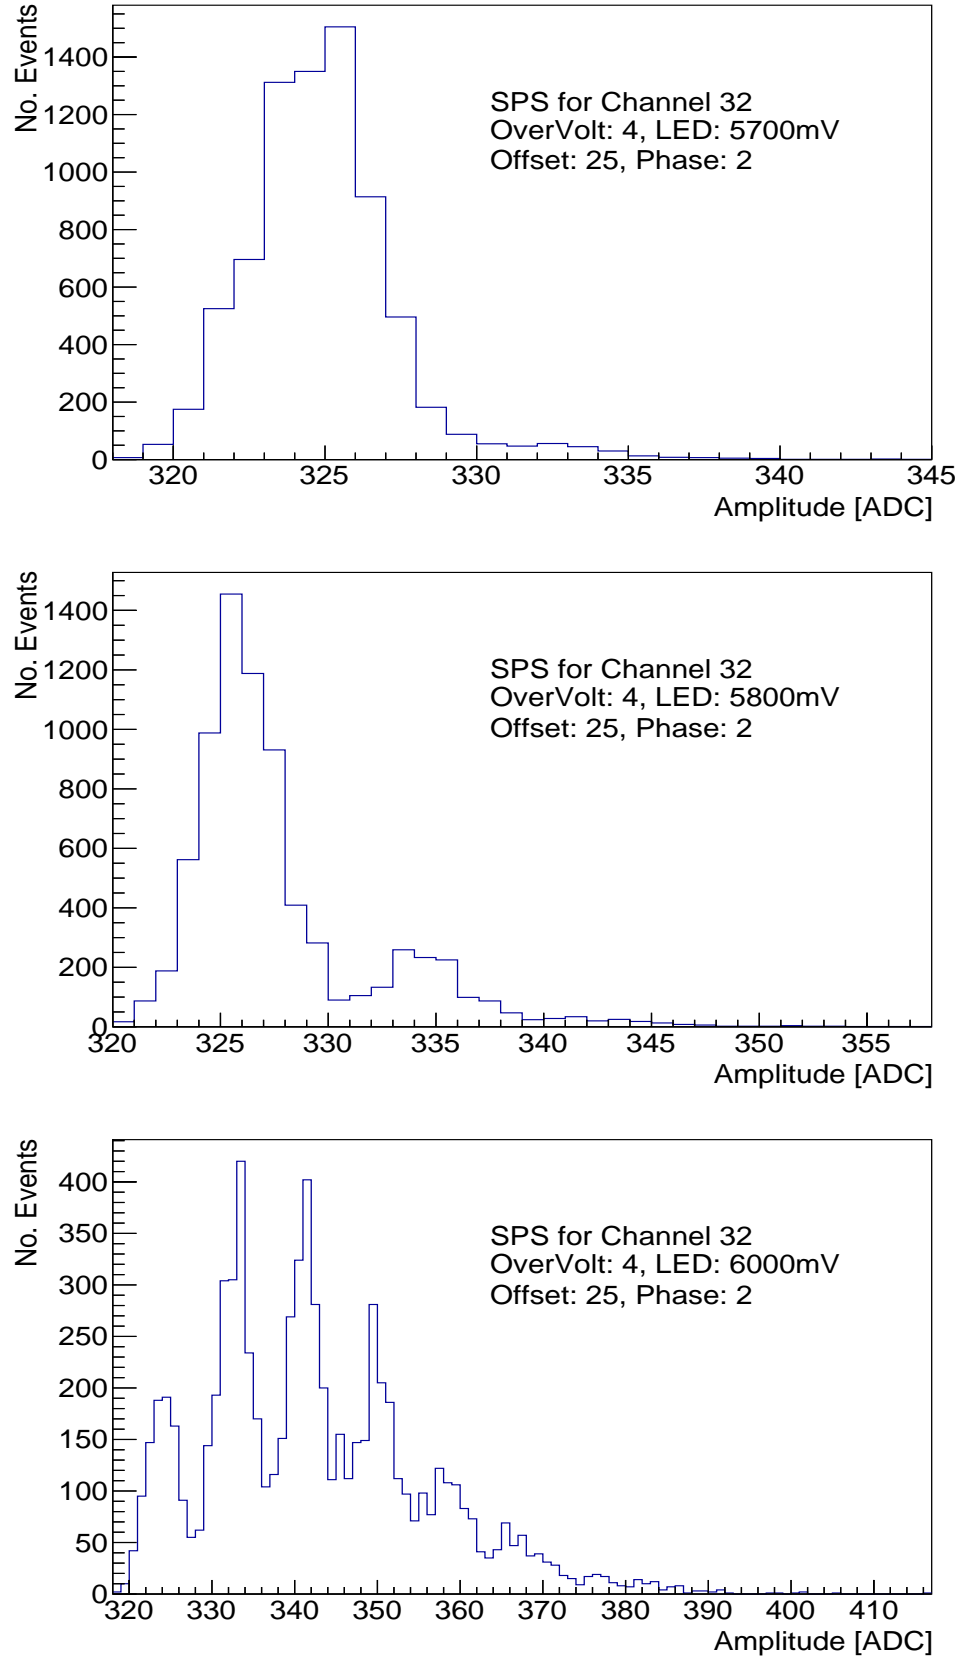 No. Events
1400
1200
1000
800
600
400
200
0
SPS for Channel 32
OverVolt: 4, LED: 5700mV
Offset: 25, Phase: 2
320 325 330 335 340 345
Amplitude [ADC]
No. Events
1400
1200
1000
800
600
400
200
0
SPS for Channel 32
OverVolt: 4, LED: 5800mV
Offset: 25, Phase: 2
320 325 330 335 340 345 350 355
Amplitude [ADC]
No. Events
400
350
300
250
200
150
100
50
0
SPS for Channel 32
OverVolt: 4, LED: 6000mV
Offset: 25, Phase: 2
320 330 340 350 360 370 380 390 400 410
Amplitude [ADC]